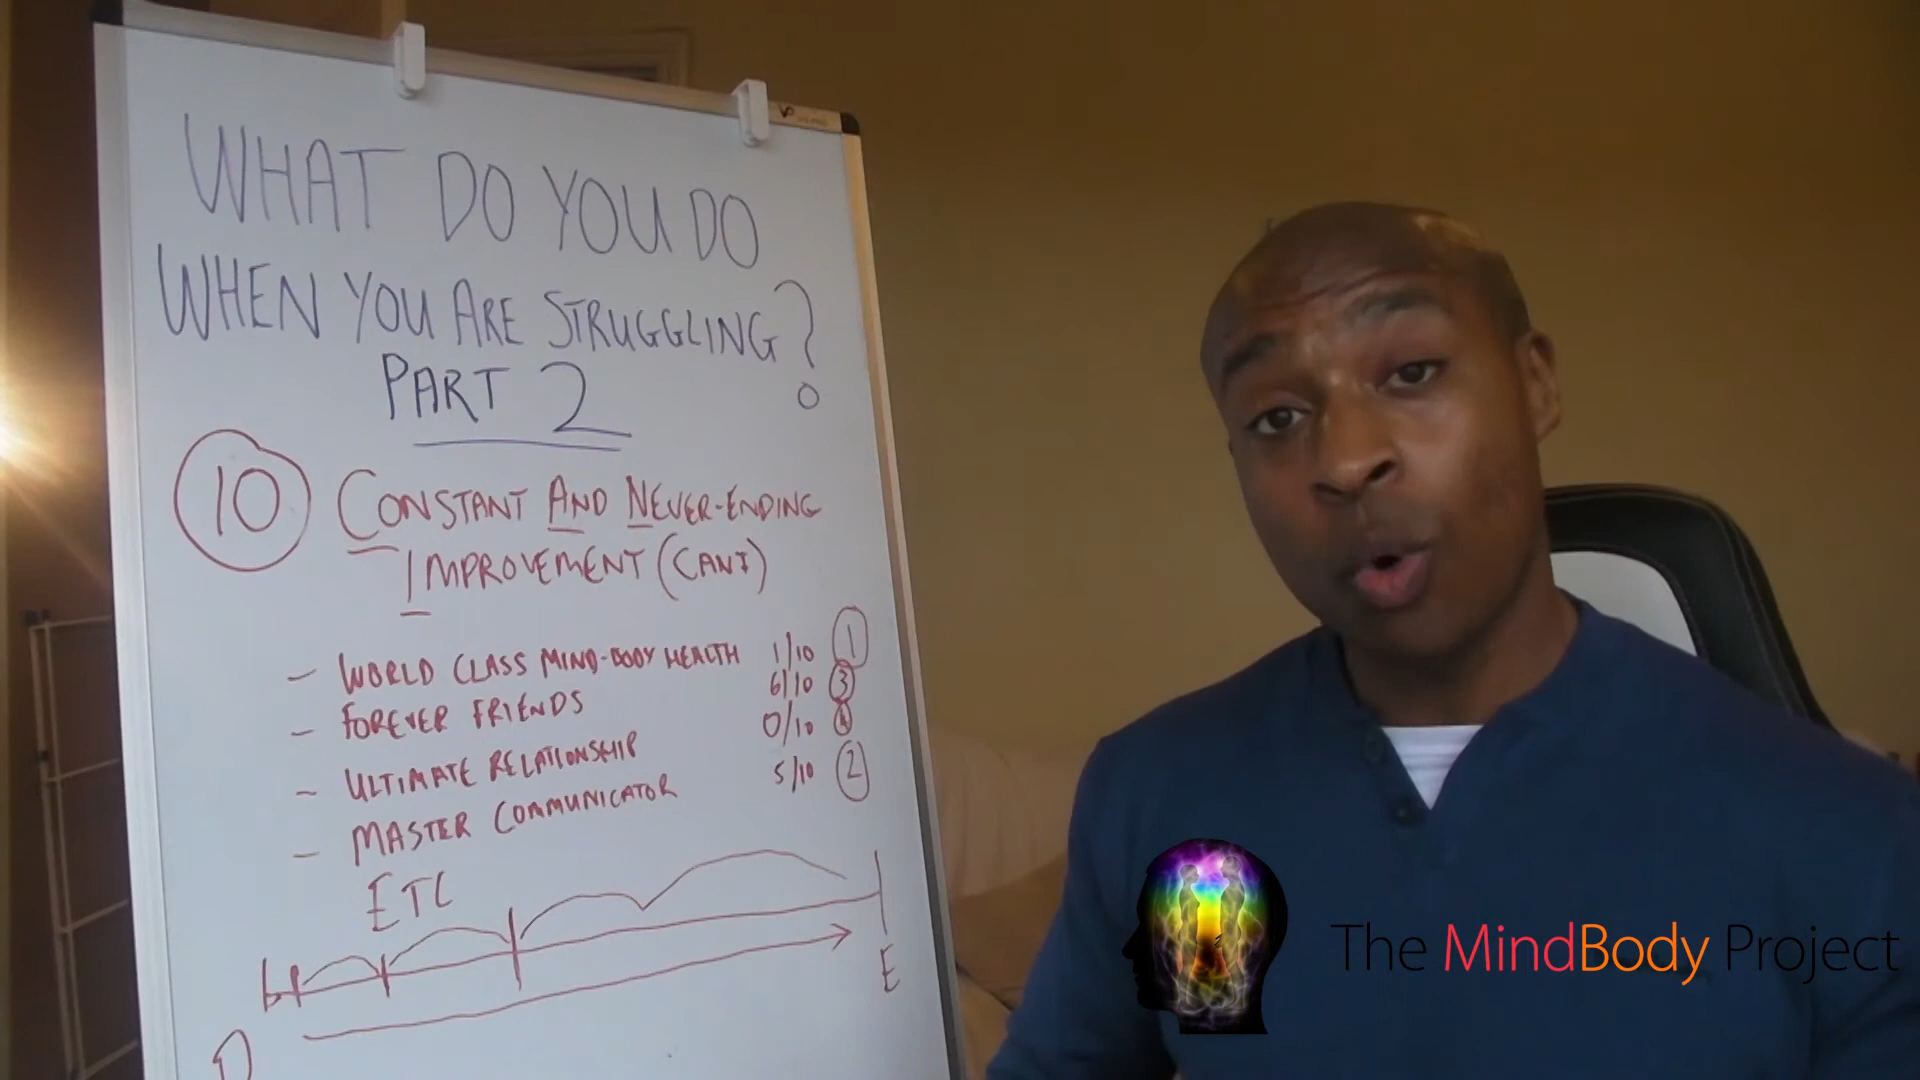 WHAT DO YOU DO
WHEN YOU ARE STRUGGLING?
PART 2
10 CONSTANT AND NEVER-ENDING
IMPROVEMENT (CANI)
- WORLD CLASS MIND-BODY HEALTH 1/10 1
- FOREVER FRIENDS 6/10 3
- ULTIMATE RELATIONSHIP 0/10 4
- MASTER COMMUNICATOR 5/10 2
ETC
E
The MindBody Project